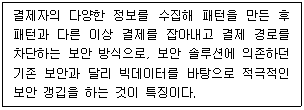 결제자의 다양한 정보를 수집해 패턴을 만든 후
패턴과 다른 이상 결제를 잡아내고 결제 경로를
차단하는 보안 방식으로, 보안 솔루션에 의존하던
기존 보안과 달리 빅데이터를 바탕으로 적극적인
보안 갱깁을 하는 것이 특징이다.